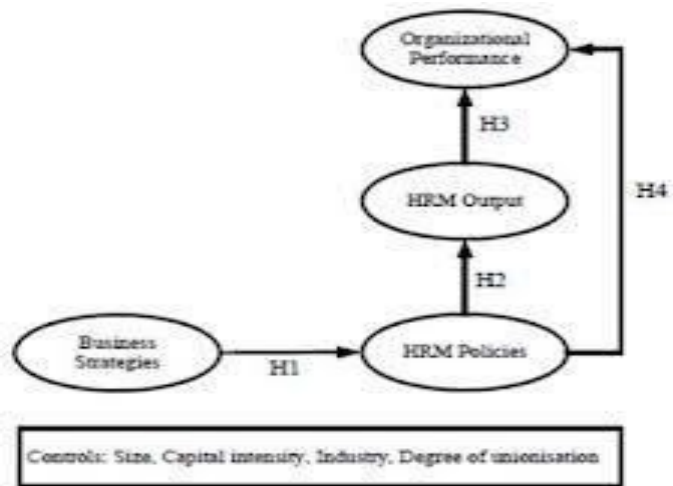 Organizational
Performance
H3
HRM Output
H4
H2
Business
Strategies
H1
HRM Policies
Controls: Size, Capital intensity, Industry, Degree of unionisation